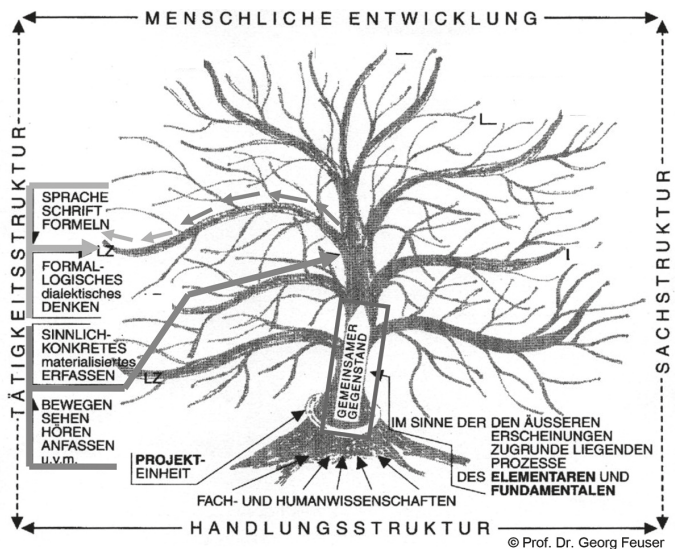 MENSCHLICHE ENTWICKLUNG
TÄTIGKEITSSTRUKTUR
SPRACHE
SCHRIFT
FORMELN
LZ
FORMAL-
LOGISCHES
dialektisches
DENKEN
SINNLICH-
KONKRETES
materialisiertes
ERFASSEN
LZ
BEWEGEN
SEHEN
HÖREN
ANFASSEN
u.v.m.
GEMEINSAMER
GEGENSTAND
SACHSTRUKTUR
PROJEKT-
EINHEIT
IM SINNE DER DEN ÄUSSEREN
ERSCHEINUNGEN
ZUGRUNDE LIEGENDEN
PROZESSE
DES ELEMENTAREN UND
FUNDAMENTALEN
FACH- UND HUMANWISSENSCHAFTEN
HANDLUNGSSTRUKTUR
© Prof. Dr. Georg Feuser